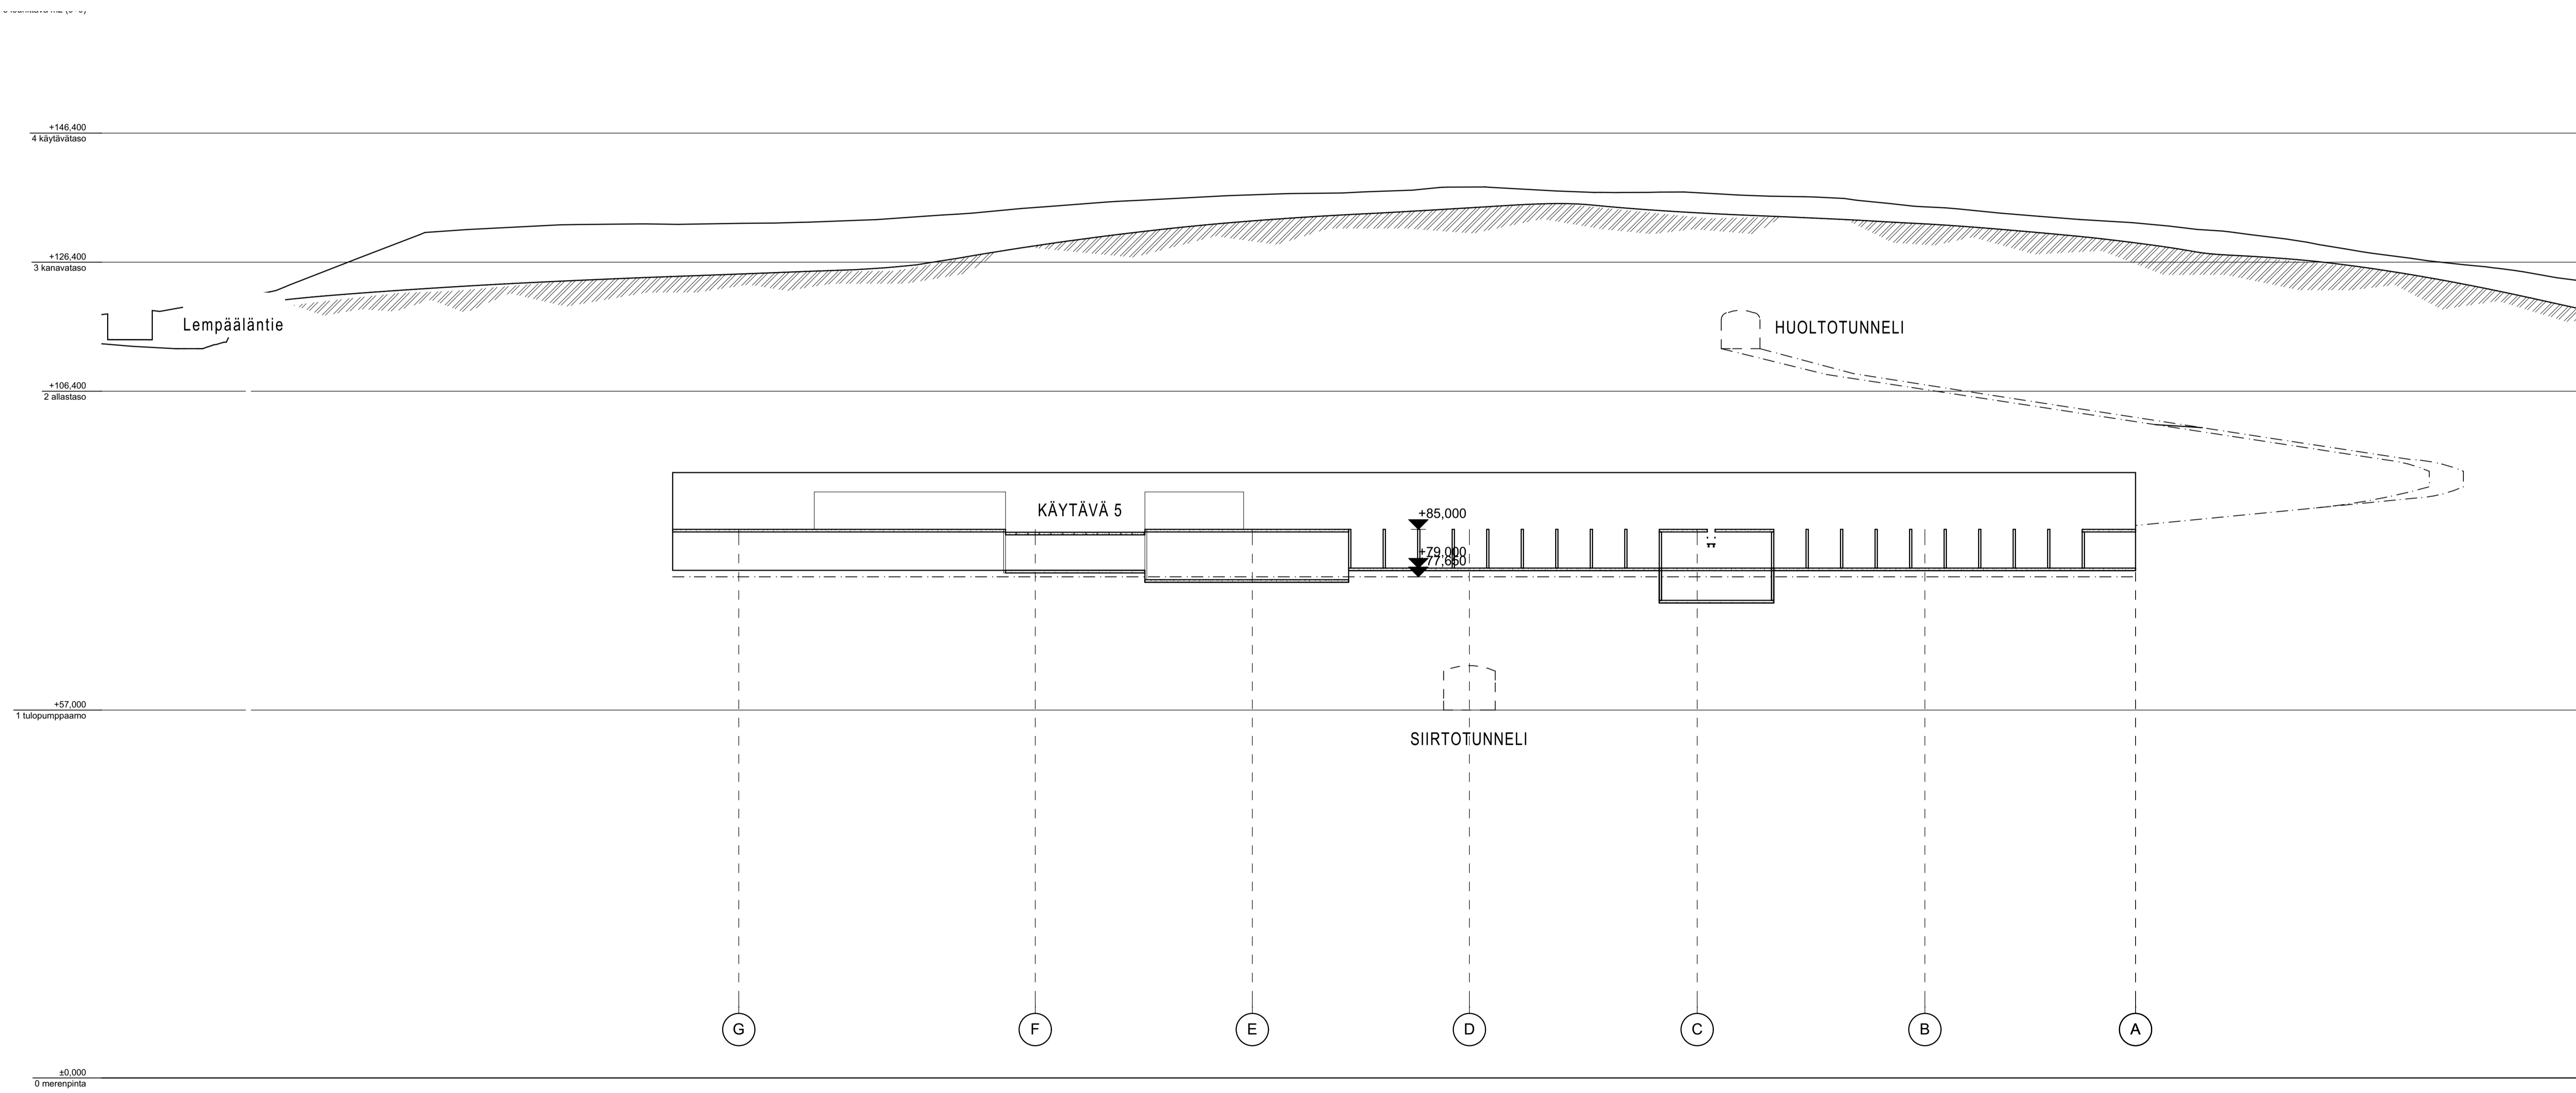 +146,400
4 käytävätaso
+126,400
3 kanavataso
Lempääläntie
HUOLTOTUNNELI
+106,400
2 allastaso
KÄYTÄVÄ 5
+85,000
+79,000
+77,650
+57,000
1 tulopumppaamo
SIIRTOTUNNELI
G F E D C B A
±0,000
0 merenpinta